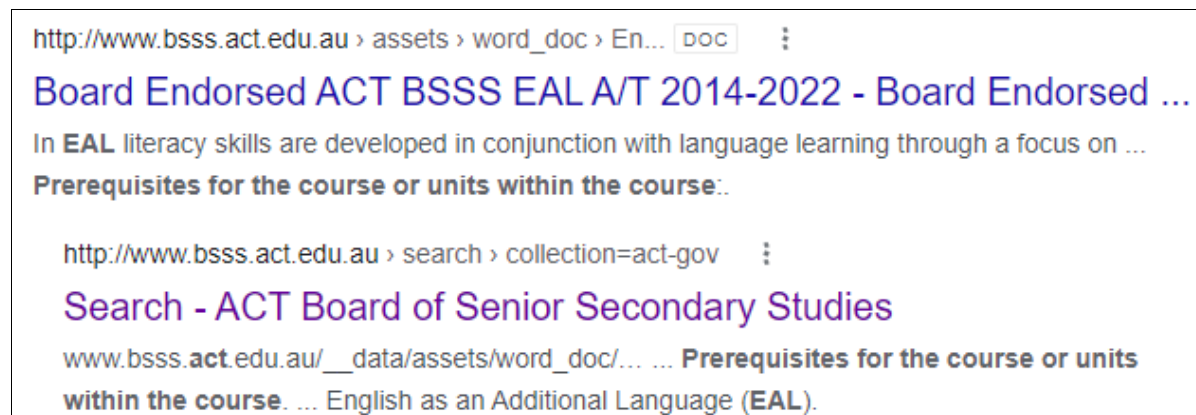 http://www.bsss.act.edu.au › assets › word_doc › En... DOC
Board Endorsed ACT BSSS EAL A/T 2014-2022 - Board Endorsed ...
In EAL literacy skills are developed in conjunction with language learning through a focus on ...
Prerequisites for the course or units within the course:.
http://www.bsss.act.edu.au › search › collection=act-gov
Search - ACT Board of Senior Secondary Studies
www.bsss.act.edu.au/__data/assets/word_doc/... ... Prerequisites for the course or units
within the course. ... English as an Additional Language (EAL).